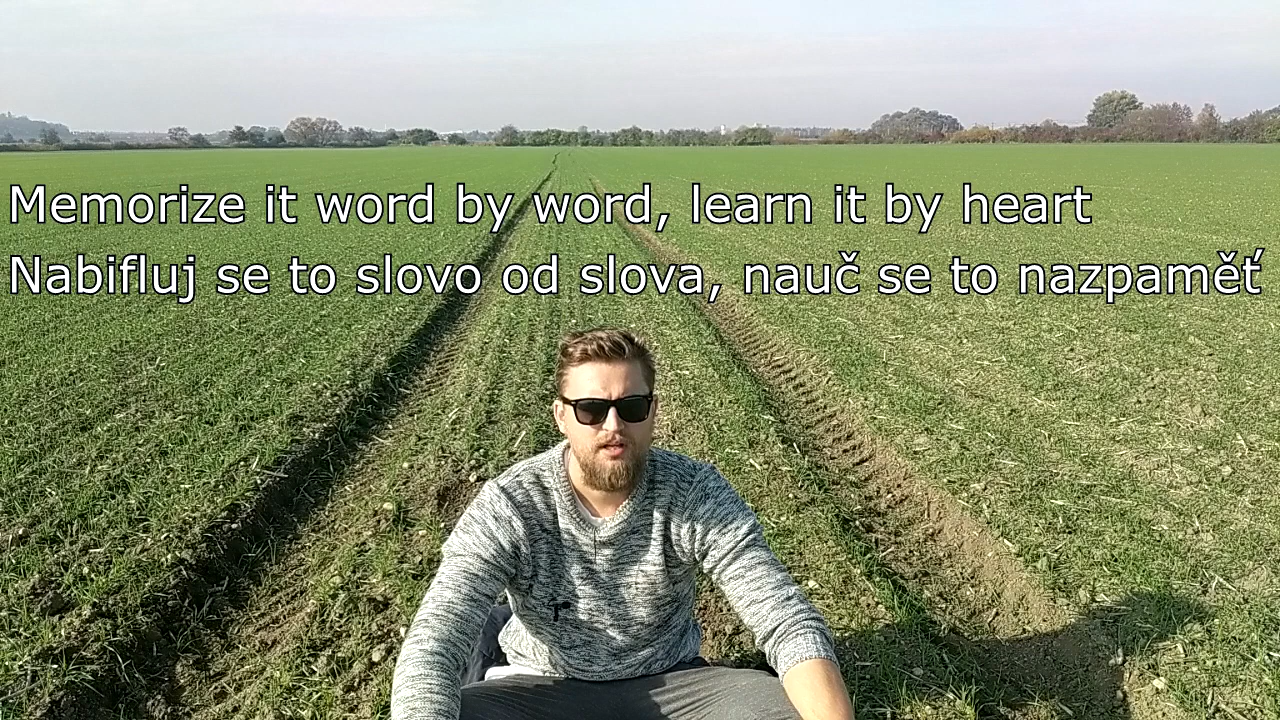 Memorize it word by word, learn it by heart
Nabifluj se to slovo od slova, nauč se to nazpaměť